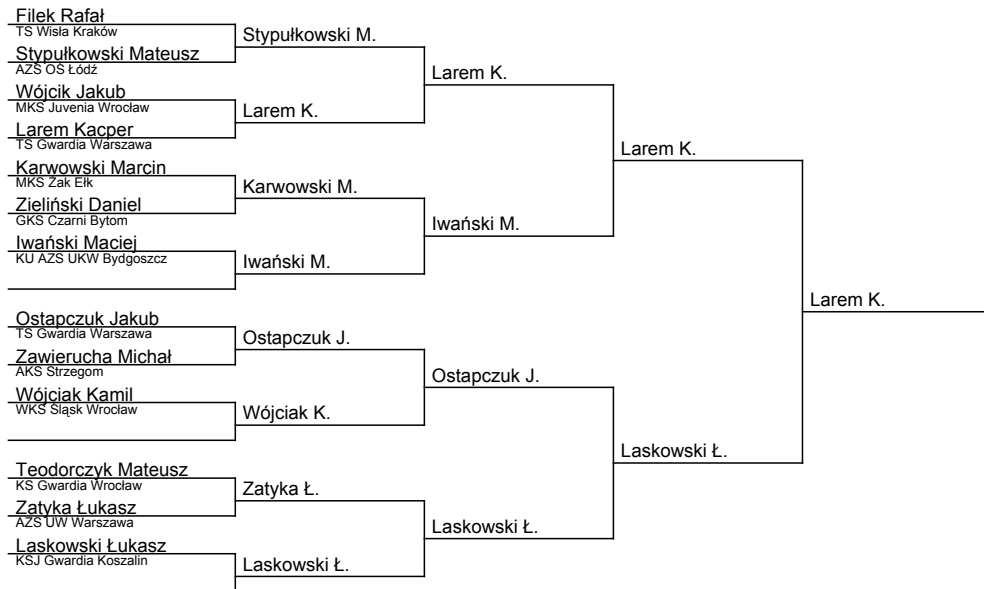 Filek Rafał
TS Wisła Kraków
Stypułkowski M.
Stypułkowski Mateusz
AZS OŚ Łódź
Larem K.
Wójcik Jakub
MKS Juvenia Wrocław
Larem K.
Larem Kacper
TS Gwardia Warszawa
Larem K.
Karwowski Marcin
MKS Żak Ełk
Karwowski M.
Zieliński Daniel
GKS Czarni Bytom
Iwański M.
Iwański Maciej
KU AZS UKW Bydgoszcz
Iwański M.
Larem K.
Ostapczuk Jakub
TS Gwardia Warszawa
Ostapczuk J.
Zawierucha Michał
AKS Strzegom
Ostapczuk J.
Wójciak Kamil
WKS Śląsk Wrocław
Wójciak K.
Laskowski Ł.
Teodorczyk Mateusz
KS Gwardia Wrocław
Zatyka Ł.
Zatyka Łukasz
AZS UW Warszawa
Laskowski Ł.
Laskowski Łukasz
KSJ Gwardia Koszalin
Laskowski Ł.